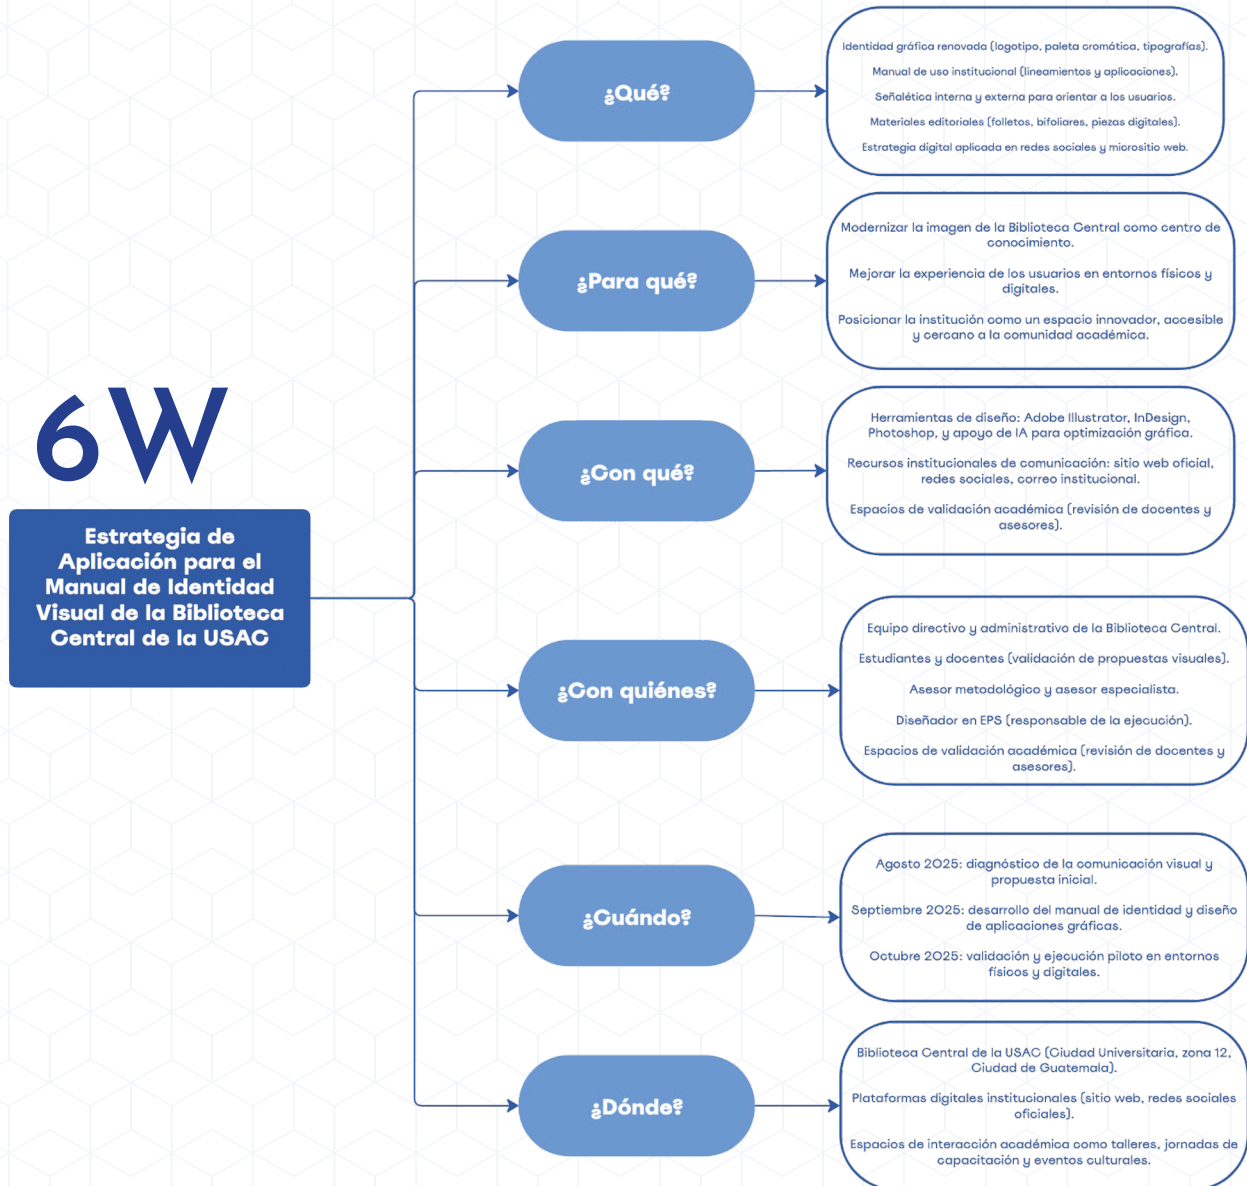 6W
Estrategia de
Aplicación para el
Manual de Identidad
Visual de la Biblioteca
Central de la USAC
¿Qué?
Identidad gráfica renovada (logotipo, paleta cromática, tipografías).
Manual de uso institucional (lineamientos y aplicaciones).
Señalética interna y externa para orientar a los usuarios.
Materiales editoriales (folletos, bifoliares, piezas digitales).
Estrategia digital aplicada en redes sociales y micrositio web.
¿Para qué?
Modernizar la imagen de la Biblioteca Central como centro de
conocimiento.
Mejorar la experiencia de los usuarios en entornos físicos y
digitales.
Posicionar la institución como un espacio innovador, accesible
y cercano a la comunidad académica.
¿Con qué?
Herramientas de diseño: Adobe Illustrator, InDesign,
Photoshop, y apoyo de IA para optimización gráfica.
Recursos institucionales de comunicación: sitio web oficial,
redes sociales, correo institucional.
Espacios de validación académica (revisión de docentes y
asesores).
¿Con quiénes?
Equipo directivo y administrativo de la Biblioteca Central.
Estudiantes y docentes (validación de propuestas visuales).
Asesor metodológico y asesor especialista.
Diseñador en EPS (responsable de la ejecución).
Espacios de validación académica (revisión de docentes y
asesores).
¿Cuándo?
Agosto 2025: diagnóstico de la comunicación visual y
propuesta inicial.
Septiembre 2025: desarrollo del manual de identidad y diseño
de aplicaciones gráficas.
Octubre 2025: validación y ejecución piloto en entornos
físicos y digitales.
¿Dónde?
Biblioteca Central de la USAC (Ciudad Universitaria, zona 12,
Ciudad de Guatemala).
Plataformas digitales institucionales (sitio web, redes sociales
oficiales).
Espacios de interacción académica como talleres, jornadas de
capacitación y eventos culturales.